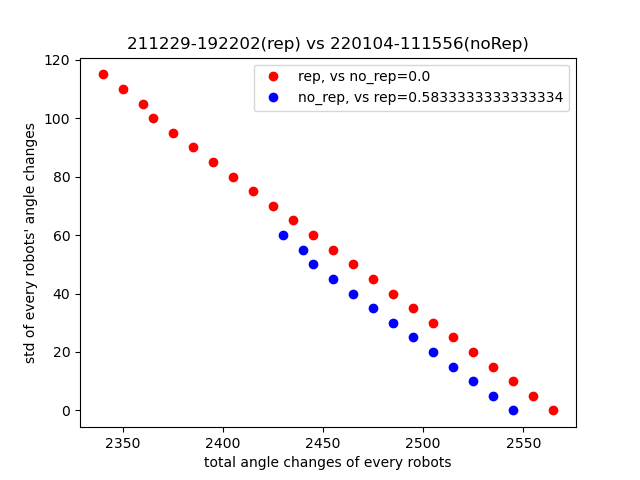 211229-192202(rep) vs 220104-111556(noRep)
rep, vs no_rep=0.0
no_rep, vs rep=0.5833333333333334
120
100
80
60
40
20
0
std of every robots' angle changes
2350 2400 2450 2500 2550
total angle changes of every robots